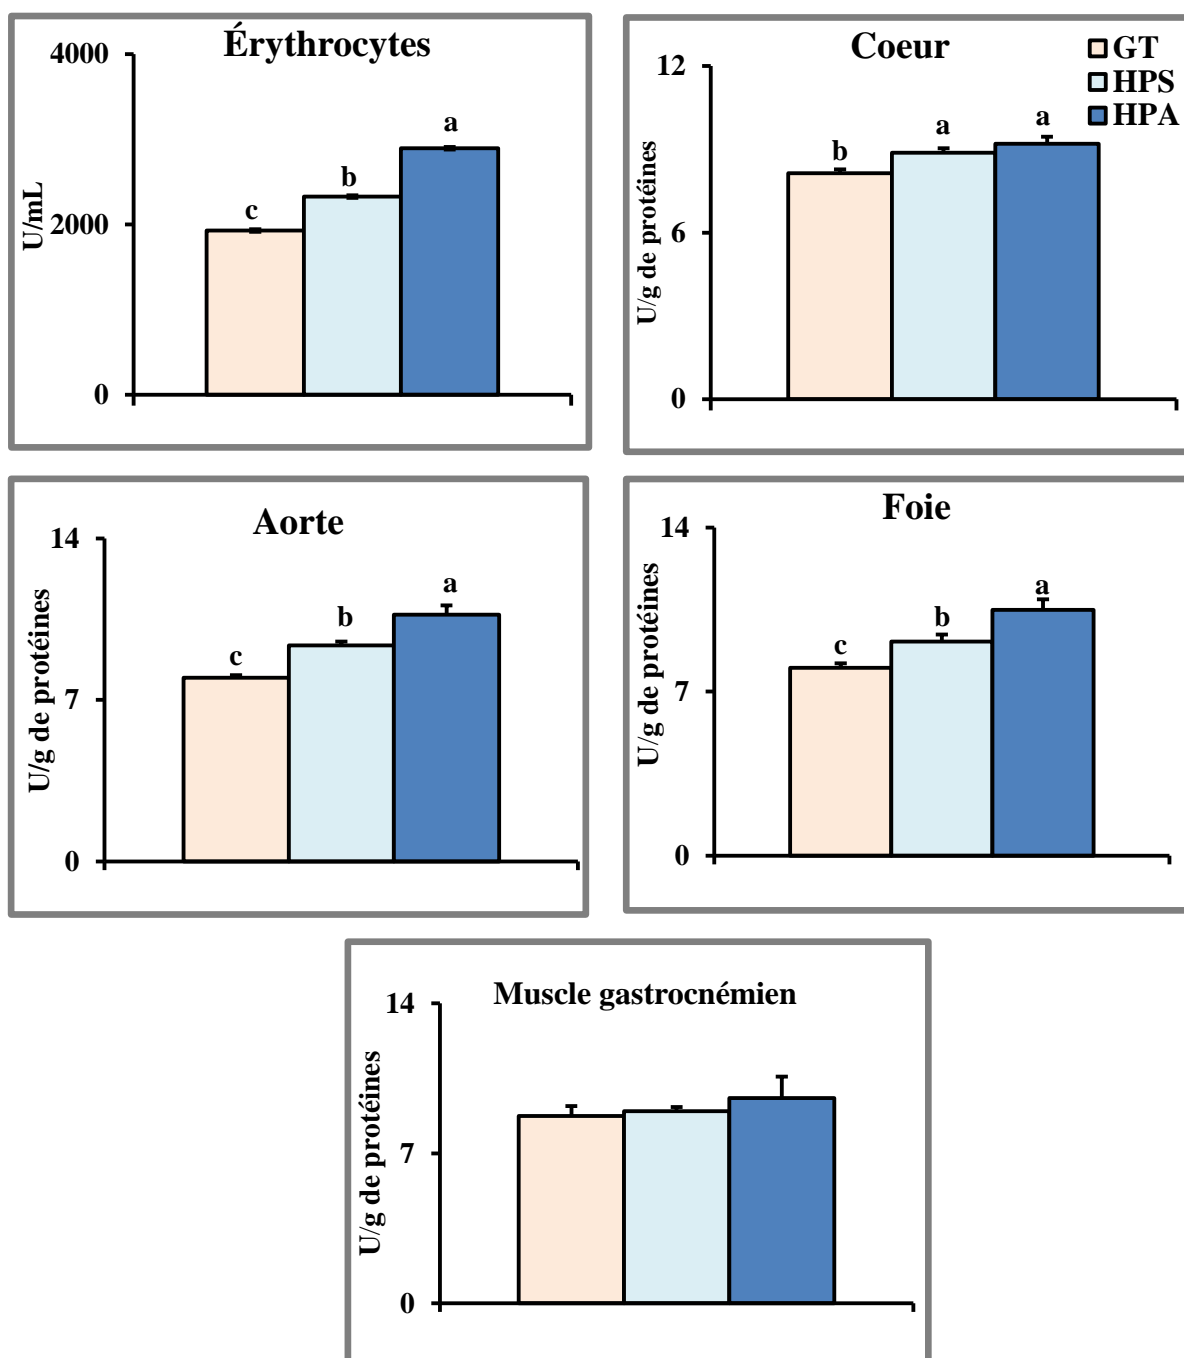 Érythrocytes
4000
2000
0
U/mL
c
b
a
Coeur
GT
HPS
HPA
12
6
0
U/g de protéines
b
a
a
Aorte
14
7
0
U/g de protéines
c
b
a
Foie
14
7
0
U/g de protéines
c
b
a
Muscle gastrocnémien
14
7
0
U/g de protéines